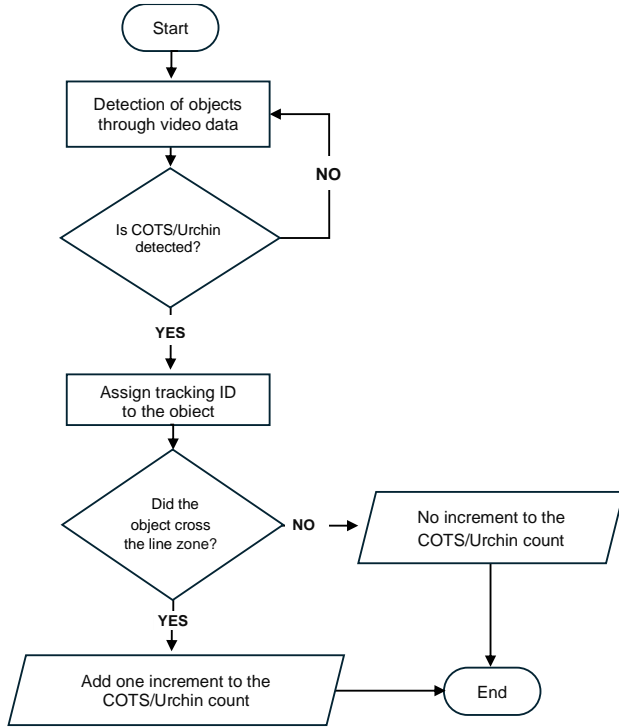 Start
Detection of objects
through video data
NO
Is COTS/Urchin
detected?
YES
Assign tracking ID
to the object
Did the
object cross
the line zone?
NO
No increment to the
COTS/Urchin count
YES
Add one increment to the
COTS/Urchin count
End